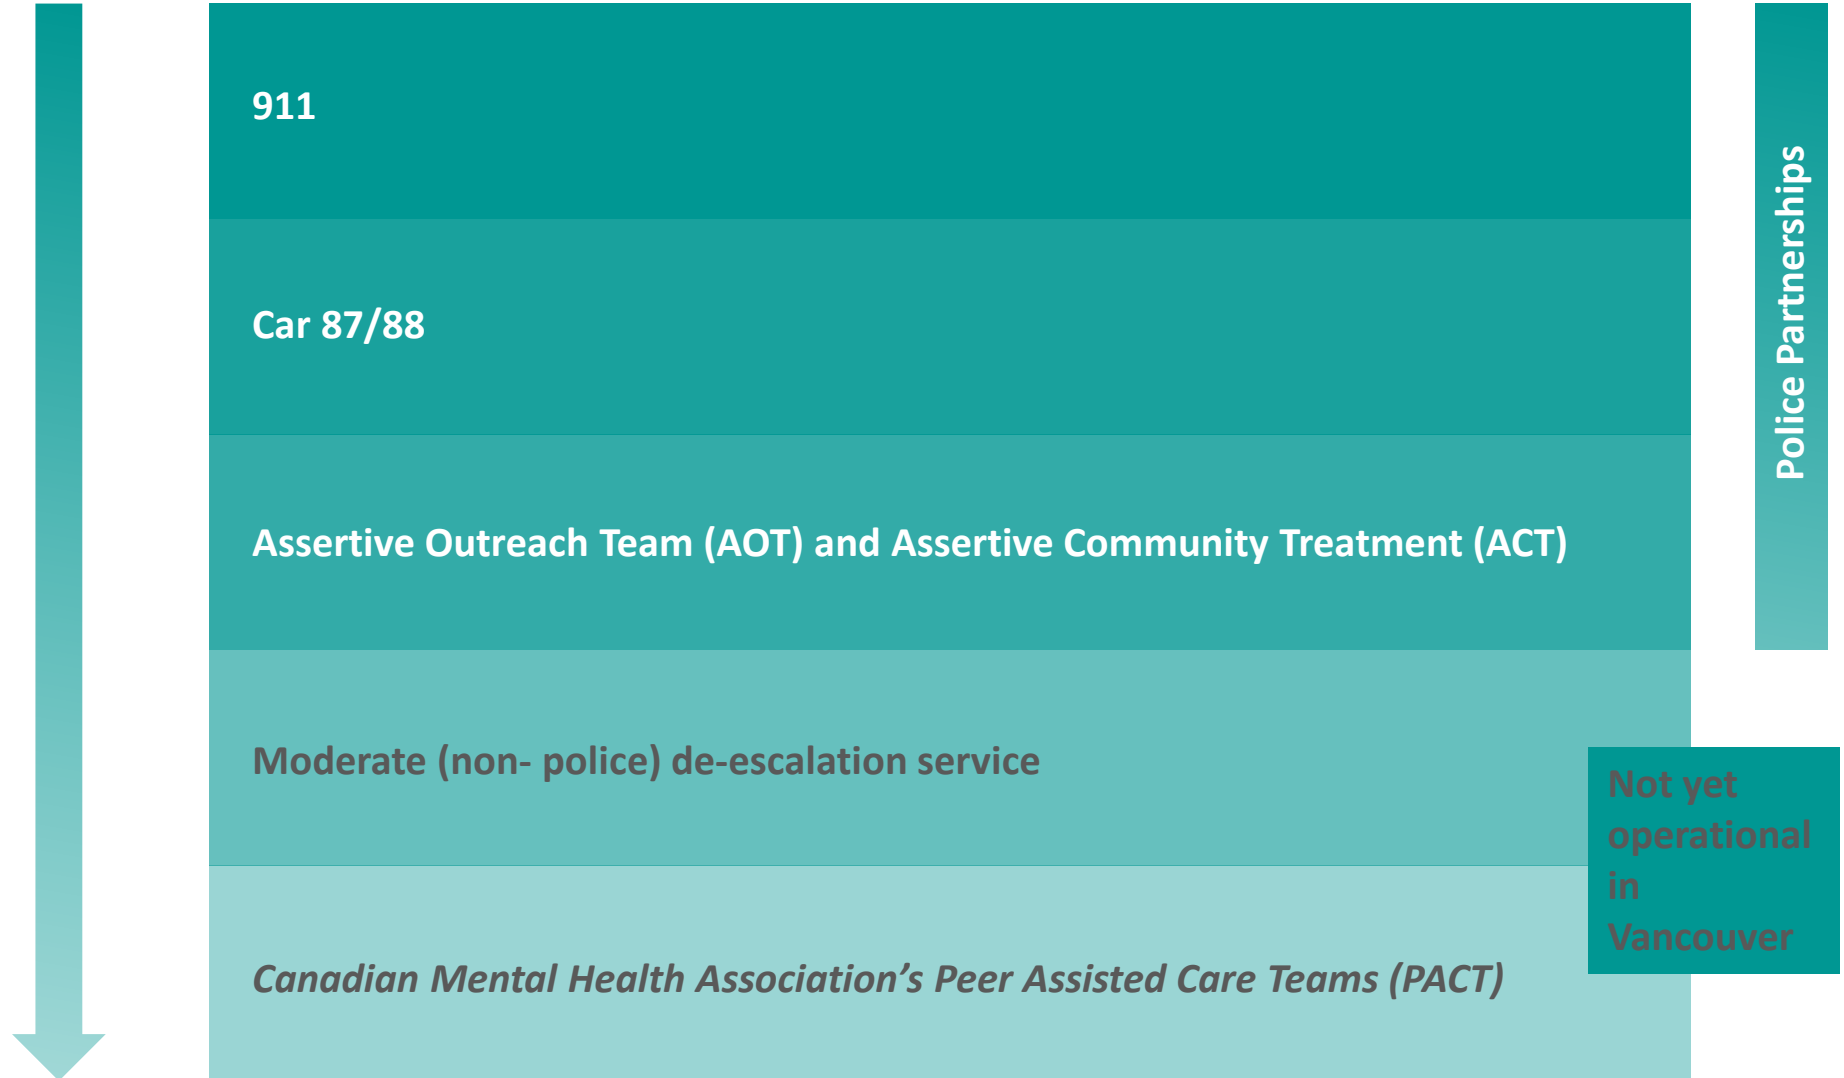 911
Police Partnerships
Car 87/88
Assertive Outreach Team (AOT) and Assertive Community Treatment (ACT)
Moderate (non- police) de-escalation service
Not yet
operational
in
Vancouver
Canadian Mental Health Association’s Peer Assisted Care Teams (PACT)